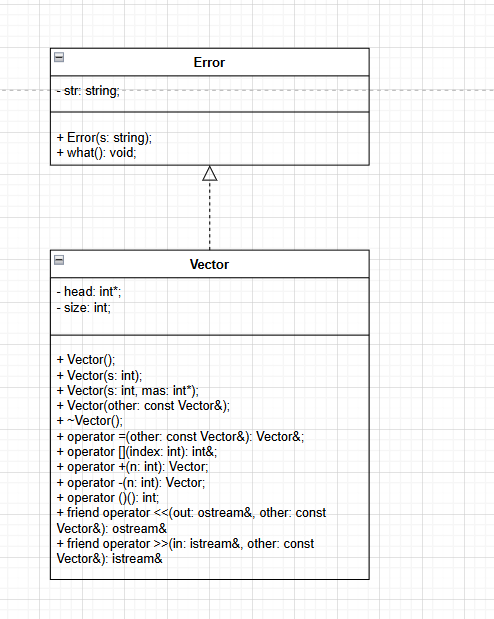 Error
- str: string;
+ Error(s: string);
+ what(): void;
Vector
- head: int*;
- size: int;
+ Vector();
+ Vector(s: int);
+ Vector(s: int, mas: int*);
+ Vector(other: const Vector&);
+ ~Vector();
+ operator =(other: const Vector&): Vector&;
+ operator [](index: int): int&;
+ operator +(n: int): Vector;
+ operator -(n: int): Vector;
+ operator ()(): int;
+ friend operator <<(out: ostream&, other: const
Vector&): ostream&
+ friend operator >>(in: istream&, other: const
Vector&): istream&